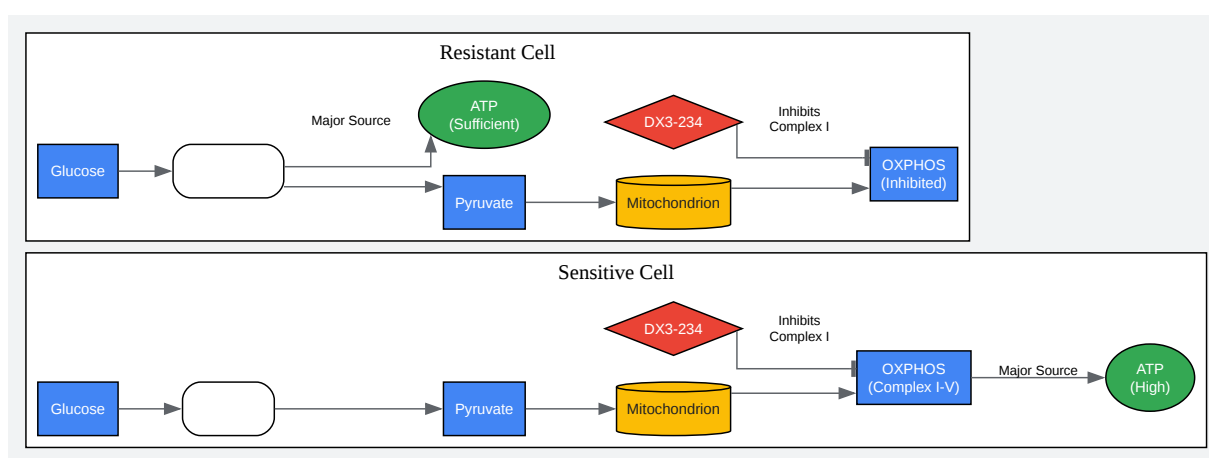 Resistant Cell
Major Source
ATP
(Sufficient)
DX3-234
Inhibits
Complex I
Glucose
OXPHOS
(Inhibited)
Pyruvate
Mitochondrion
Sensitive Cell
DX3-234
Inhibits
Complex I
OXPHOS
(Complex I-V)
Major Source
ATP
(High)
Glucose
Pyruvate
Mitochondrion